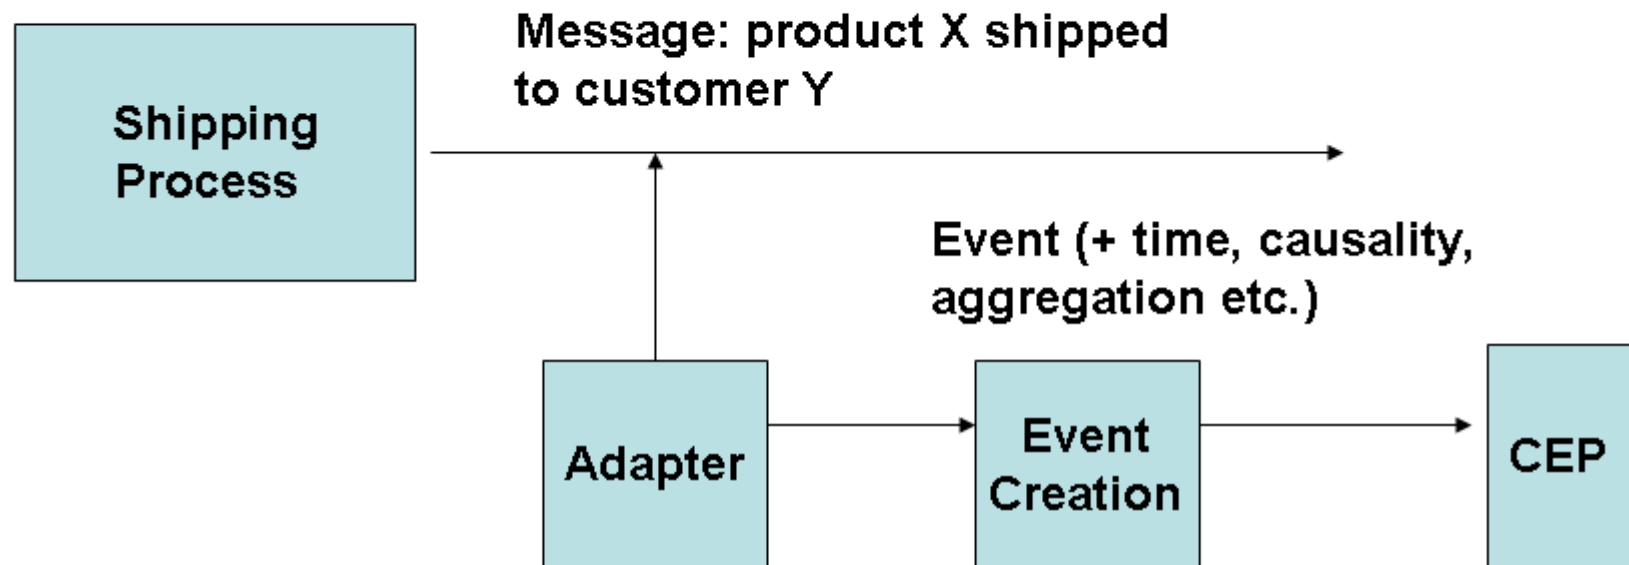 Message: product X shipped
to customer Y
Shipping
Process
Event (+ time, causality,
aggregation etc.)
Adapter
Event
Creation
CEP